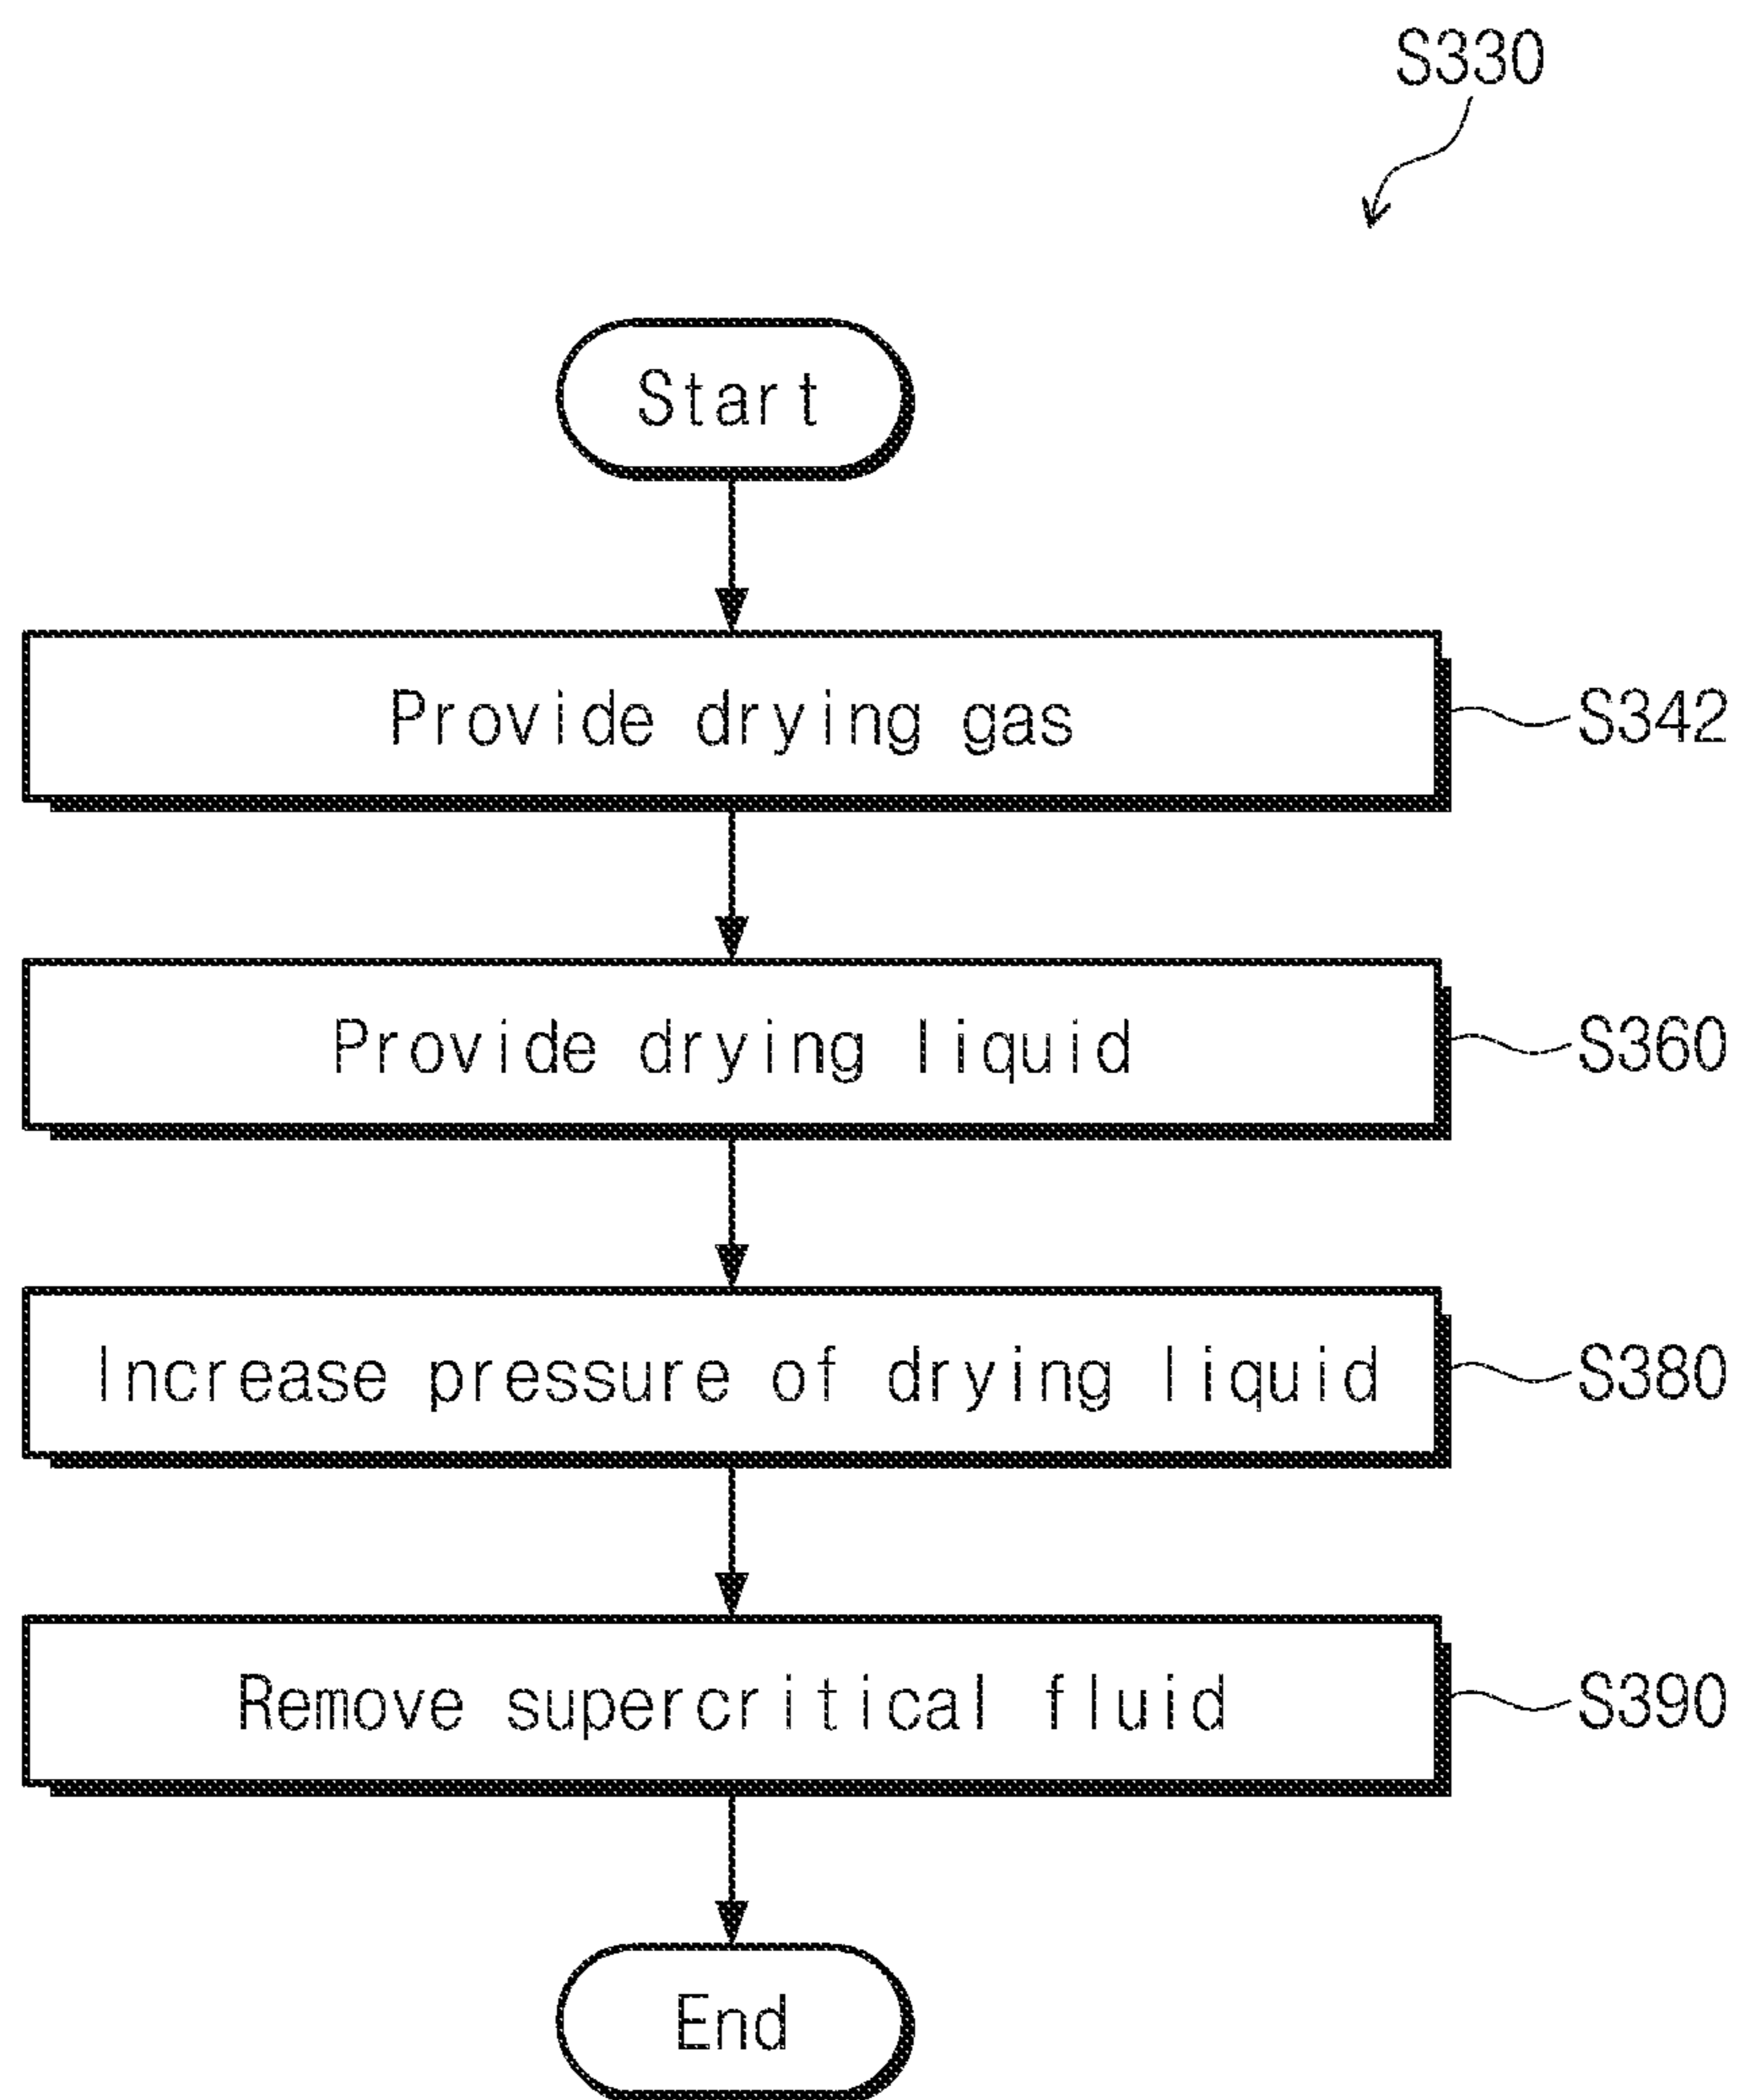 S330
Start
Provide drying gas
S342
Provide drying liquid
S360
Increase pressure of drying liquid
S380
Remove supercritical fluid
S390
End